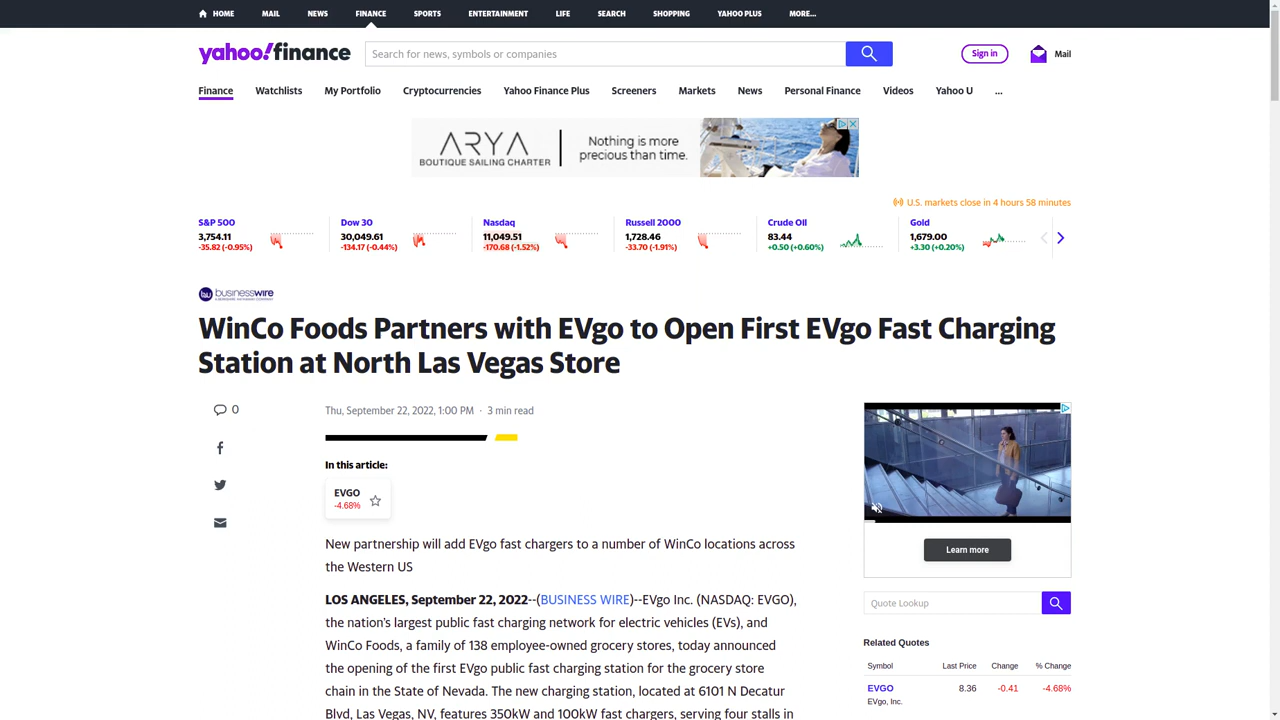 HOME MAIL NEWS FINANCE SPORTS ENTERTAINMENT LIFE SEARCH SHOPPING YAHOO PLUS MORE...
yahoo!finance
Search for news, symbols or companies
Sign in
Mail
Finance Watchlists My Portfolio Cryptocurrencies Yahoo Finance Plus Screeners Markets News Personal Finance Videos Yahoo U ...
ARYA
BOUTIQUE SAILING CHARTER
Nothing is more
precious than time.
U.S. markets close in 4 hours 58 minutes
S&P 500
3,754.11
-35.82 (-0.95%)
Dow 30
30,049.61
-134.17 (-0.44%)
Nasdaq
11,049.51
-170.68 (-1.52%)
Russell 2000
1,728.46
-33.70 (-1.91%)
Crude Oil
83.44
+0.50 (+0.60%)
Gold
1,679.00
+3.30 (+0.20%)
businesswire
A BERKSHIRE HATHAWAY COMPANY
WinCo Foods Partners with EVgo to Open First EVgo Fast Charging
Station at North Las Vegas Store
0
Thu, September 22, 2022, 1:00 PM · 3 min read
In this article:
EVGO
-4.68%
New partnership will add EVgo fast chargers to a number of WinCo locations across
the Western US
LOS ANGELES, September 22, 2022--(BUSINESS WIRE)--EVgo Inc. (NASDAQ: EVGO),
the nation's largest public fast charging network for electric vehicles (EVs), and
WinCo Foods, a family of 138 employee-owned grocery stores, today announced
the opening of the first EVgo public fast charging station for the grocery store
chain in the State of Nevada. The new charging station, located at 6101 N Decatur
Blvd, Las Vegas, NV, features 350kW and 100kW fast chargers, serving four stalls in
Learn more
Quote Lookup
Related Quotes
Symbol Last Price Change % Change
EVGO 8.36 -0.41 -4.68%
EVgo, Inc.